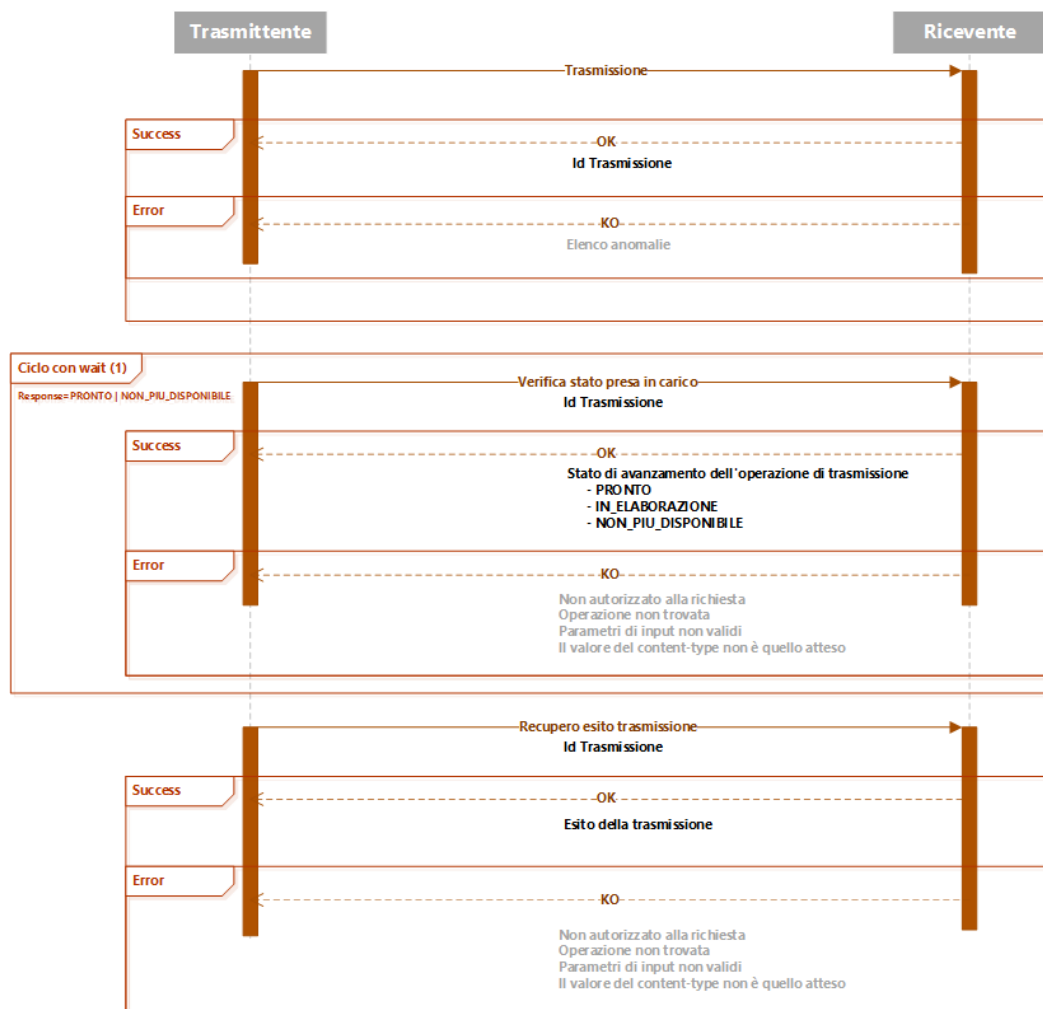 Trasmittente
Ricevente
Trasmissione
Success
OK
Id Trasmissione
Error
KO
Elenco anomalie
Ciclo con wait (1)
Response=PRONTO | NON_PIU_DISPONIBILE
Verifica stato presa in carico
Id Trasmissione
Success
OK
Stato di avanzamento dell'operazione di trasmissione
- PRONTO
- IN_ELABORAZIONE
- NON_PIU_DISPONIBILE
Error
KO
Non autorizzato alla richiesta
Operazione non trovata
Parametri di input non validi
Il valore del content-type non è quello atteso
Recupero esito trasmissione
Id Trasmissione
Success
OK
Esito della trasmissione
Error
KO
Non autorizzato alla richiesta
Operazione non trovata
Parametri di input non validi
Il valore del content-type non è quello atteso